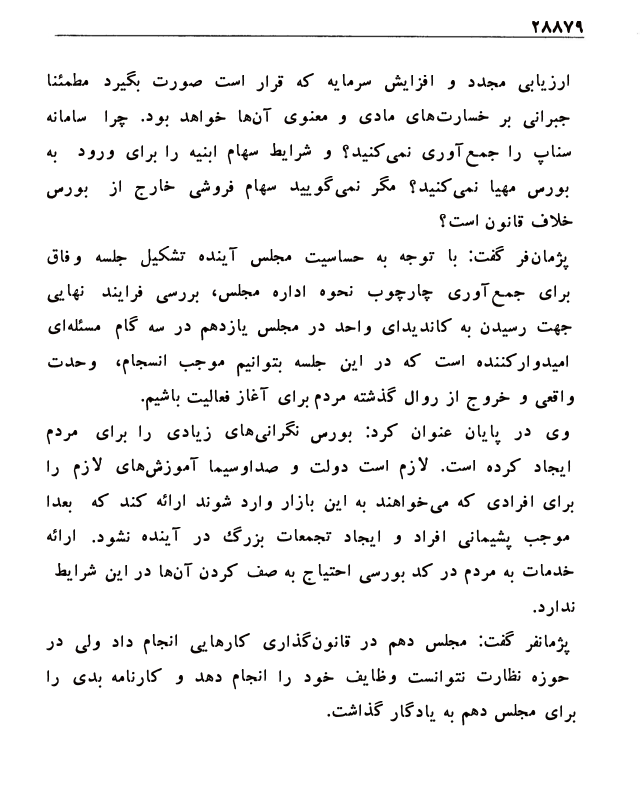 ۲۸۸۷۹
ارزیابی مجدد و افزایش سرمایه که قرار است صورت بگیرد مطمئنا
جبرانی بر خسارت‌های مادی و معنوی آن‌ها خواهد بود. چرا سامانه
سناپ را جمع‌آوری نمی‌کنید؟ و شرایط سهام ابنیه را برای ورود به
بورس مهیا نمی‌کنید؟ مگر نمی‌گویید سهام فروشی خارج از بورس
خلاف قانون است؟
پژمان‌فر گفت: با توجه به حساسیت مجلس آینده تشکیل جلسه وفاق
برای جمع‌آوری چارچوب نحوه اداره مجلس، بررسی فرایند نهایی
جهت رسیدن به کاندیدای واحد در مجلس یازدهم در سه گام مسئله‌ای
امیدوارکننده است که در این جلسه بتوانیم موجب انسجام، وحدت
واقعی و خروج از روال گذشته مردم برای آغاز فعالیت باشیم.
وی در پایان عنوان کرد: بورس نگرانی‌های زیادی را برای مردم
ایجاد کرده است. لازم است دولت و صداوسیما آموزش‌های لازم را
برای افرادی که می‌خواهند به این بازار وارد شوند ارائه کند که بعدا
موجب پشیمانی افراد و ایجاد تجمعات بزرگ در آینده نشود. ارائه
خدمات به مردم در کد بورسی احتیاج به صف کردن آن‌ها در این شرایط
ندارد.
پژمانفر گفت: مجلس دهم در قانون‌گذاری کارهایی انجام داد ولی در
حوزه نظارت نتوانست وظایف خود را انجام دهد و کارنامه بدی را
برای مجلس دهم به یادگار گذاشت.